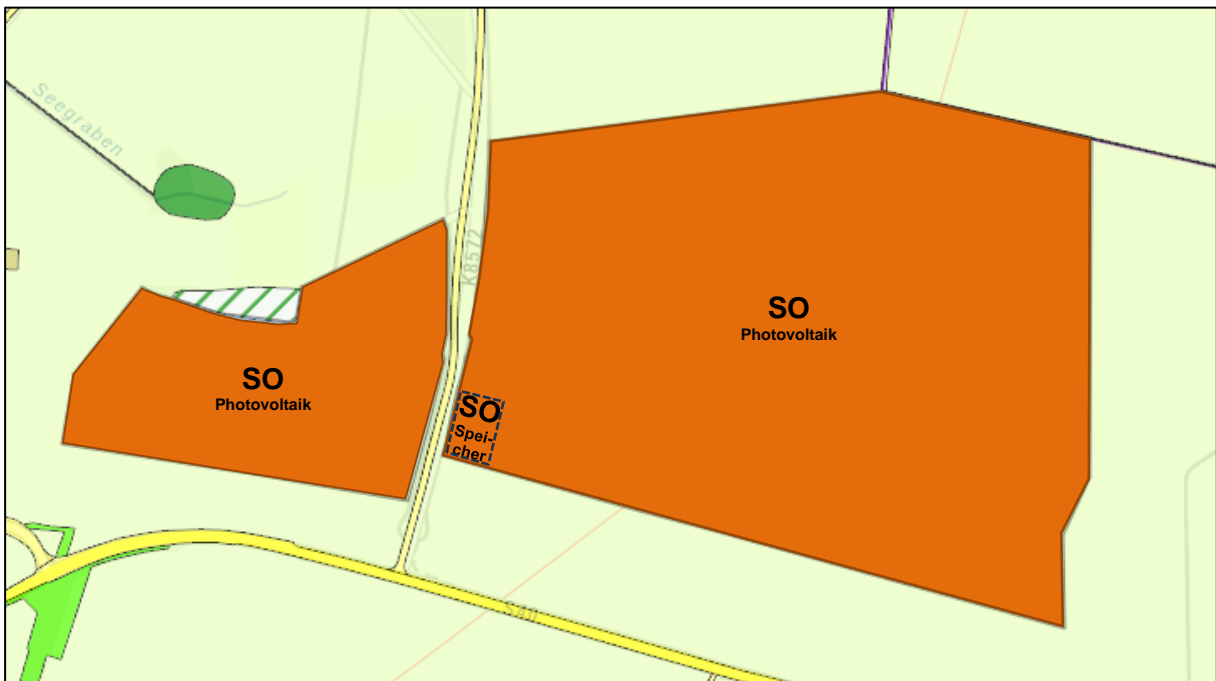 Seegraben
K8572
SO
Photovoltaik
SO
Photovoltaik
SO
Spei-
cher